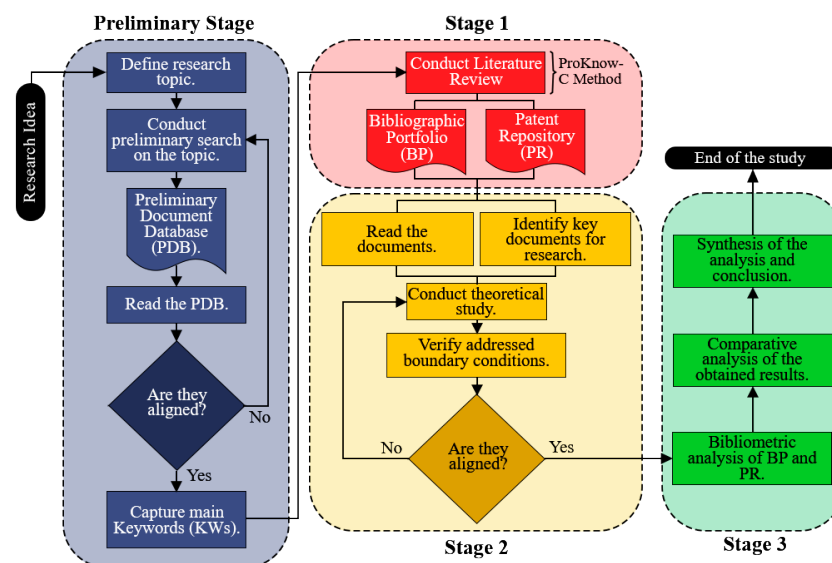 Preliminary Stage
Research Idea
Define research
topic.
Conduct
preliminary search
on the topic.
Preliminary
Document
Database
(PDB).
Read the PDB.
Are they
aligned?
No
Yes
Capture main
Keywords (KWs).
Stage 1
Conduct Literature
Review
ProKnow-
C Method
Bibliographic
Portfolio
(BP)
Patent
Repository
(PR)
Read the
documents.
Identify key
documents for
research.
Conduct theoretical
study.
Verify addressed
boundary conditions.
Are they
aligned?
No
Yes
Stage 2
End of the study
Synthesis of the
analysis and
conclusion.
Comparative
analysis of the
obtained results.
Bibliometric
analysis of BP and
PR.
Stage 3